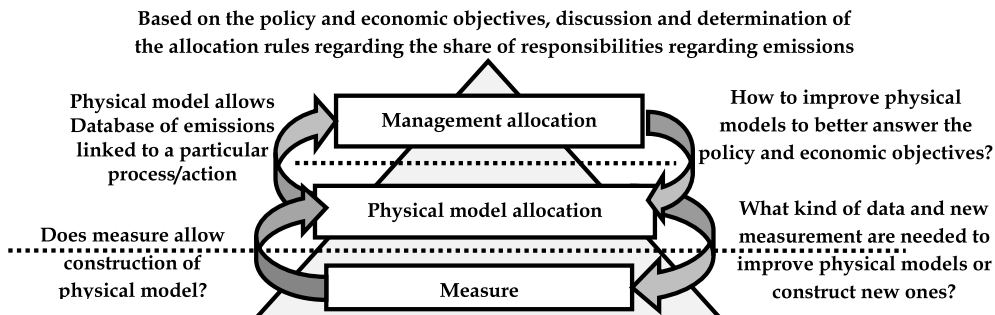 Based on the policy and economic objectives, discussion and determination of
the allocation rules regarding the share of responsibilities regarding emissions
Physical model allows
Database of emissions
linked to a particular
process/action
Management allocation
How to improve physical
models to better answer the
policy and economic objectives?
Physical model allocation
Does measure allow
construction of
physical model?
What kind of data and new
measurement are needed to
improve physical models or
construct new ones?
Measure